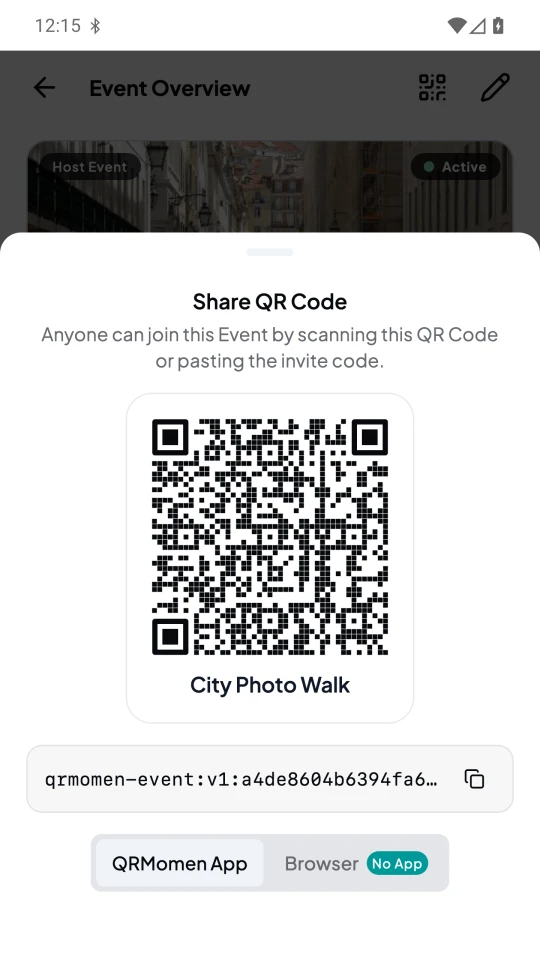 12:15
Event Overview
Host Event
Active
Share QR Code
Anyone can join this Event by scanning this QR Code
or pasting the invite code.
City Photo Walk
qrmomen-event:v1:a4de8604b6394fa6…
QRMomen App
Browser
No App